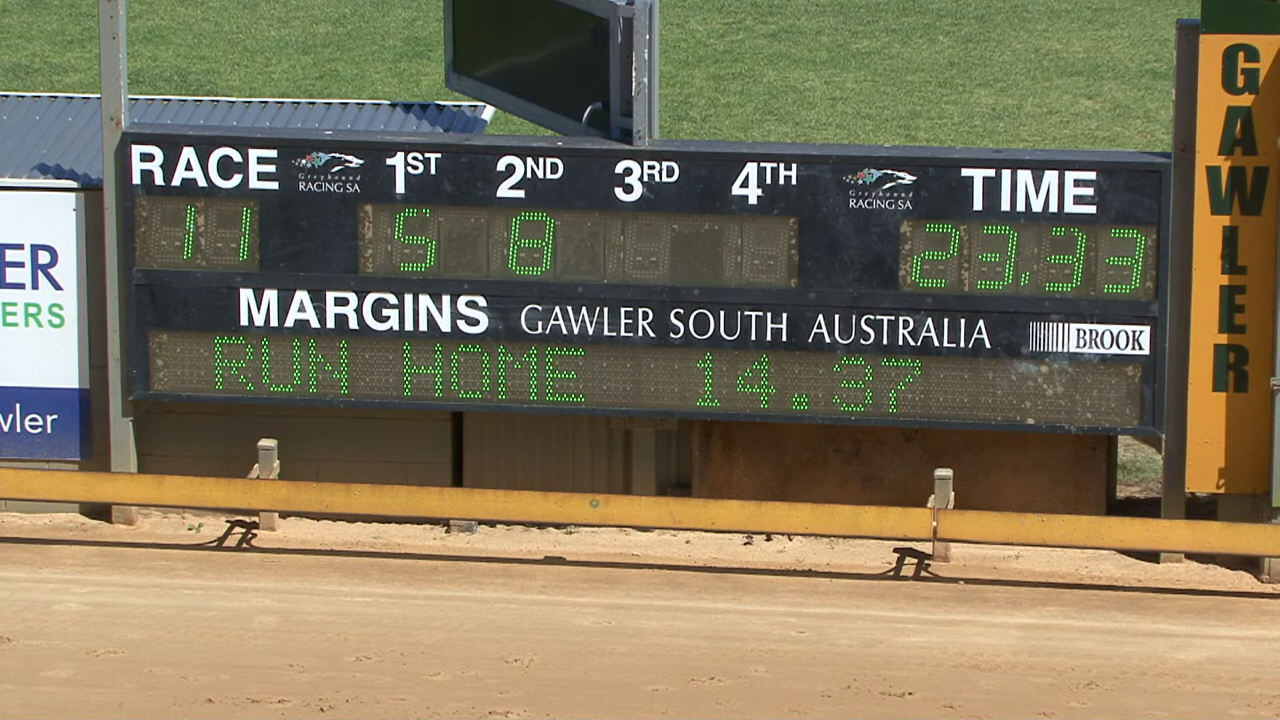 RACE Greyhound RACING SA 1ST 2ND 3RD 4TH Greyhound RACING SA TIME
11 5 8 23.33
MARGINS GAWLER SOUTH AUSTRALIA BROOK
RUN HOME 14.37
GAWLER
ER
ERS
wler